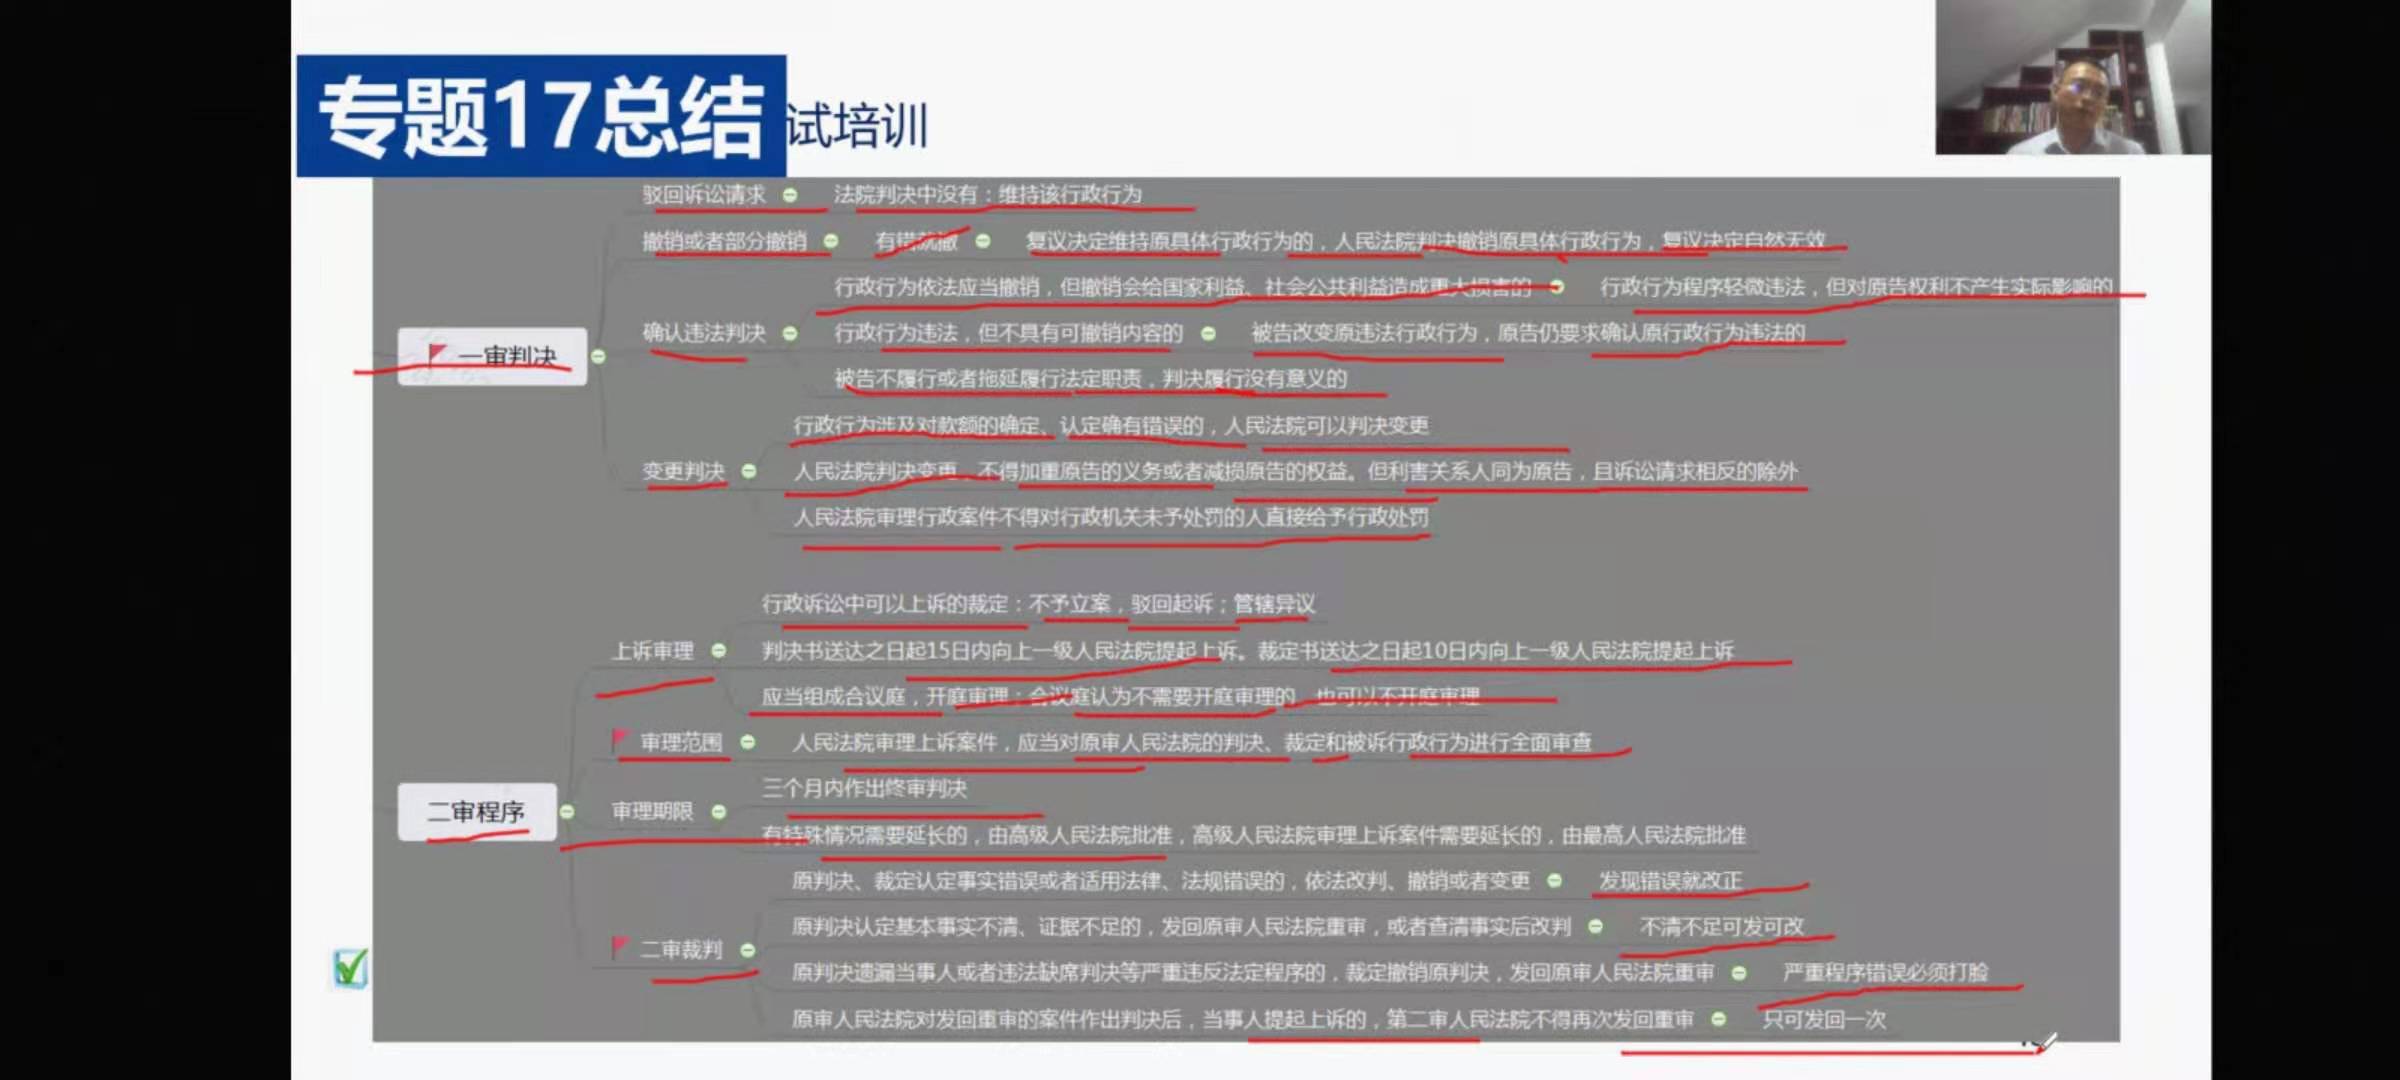 专题17总结
试培训
驳回诉讼请求 法院判决中没有：维持该行政行为
撤销或者部分撤销 有错就撤 复议决定维持原具体行政行为的，人民法院判决撤销原具体行政行为，复议决定自然无效
行政行为依法应当撤销，但撤销会给国家利益、社会公共利益造成重大损害的 行政行为程序轻微违法，但对原告权利不产生实际影响的
确认违法判决 行政行为违法，但不具有可撤销内容的 被告改变原违法行政行为，原告仍要求确认原行政行为违法的
一审判决
被告不履行或者拖延履行法定职责，判决履行没有意义的
行政行为涉及对款额的确定、认定确有错误的，人民法院可以判决变更
变更判决 人民法院判决变更，不得加重原告的义务或者减损原告的权益。但利害关系人同为原告，且诉讼请求相反的除外
人民法院审理行政案件不得对行政机关未予处罚的人直接给予行政处罚
行政诉讼中可以上诉的裁定：不予立案，驳回起诉；管辖异议
上诉审理 判决书送达之日起15日内向上一级人民法院提起上诉。裁定书送达之日起10日内向上一级人民法院提起上诉
应当组成合议庭，开庭审理；合议庭认为不需要开庭审理的，也可以不开庭审理
审理范围 人民法院审理上诉案件，应当对原审人民法院的判决、裁定和被诉行政行为进行全面审查
三个月内作出终审判决
二审程序 审理期限
有特殊情况需要延长的，由高级人民法院批准，高级人民法院审理上诉案件需要延长的，由最高人民法院批准
原判决、裁定认定事实错误或者适用法律、法规错误的，依法改判、撤销或者变更 发现错误就改正
原判决认定基本事实不清、证据不足的，发回原审人民法院重审，或者查清事实后改判 不清不足可发可改
二审裁判
原判决遗漏当事人或者违法缺席判决等严重违反法定程序的，裁定撤销原判决，发回原审人民法院重审 严重程序错误必须打脸
原审人民法院对发回重审的案件作出判决后，当事人提起上诉的，第二审人民法院不得再次发回重审 只可发回一次